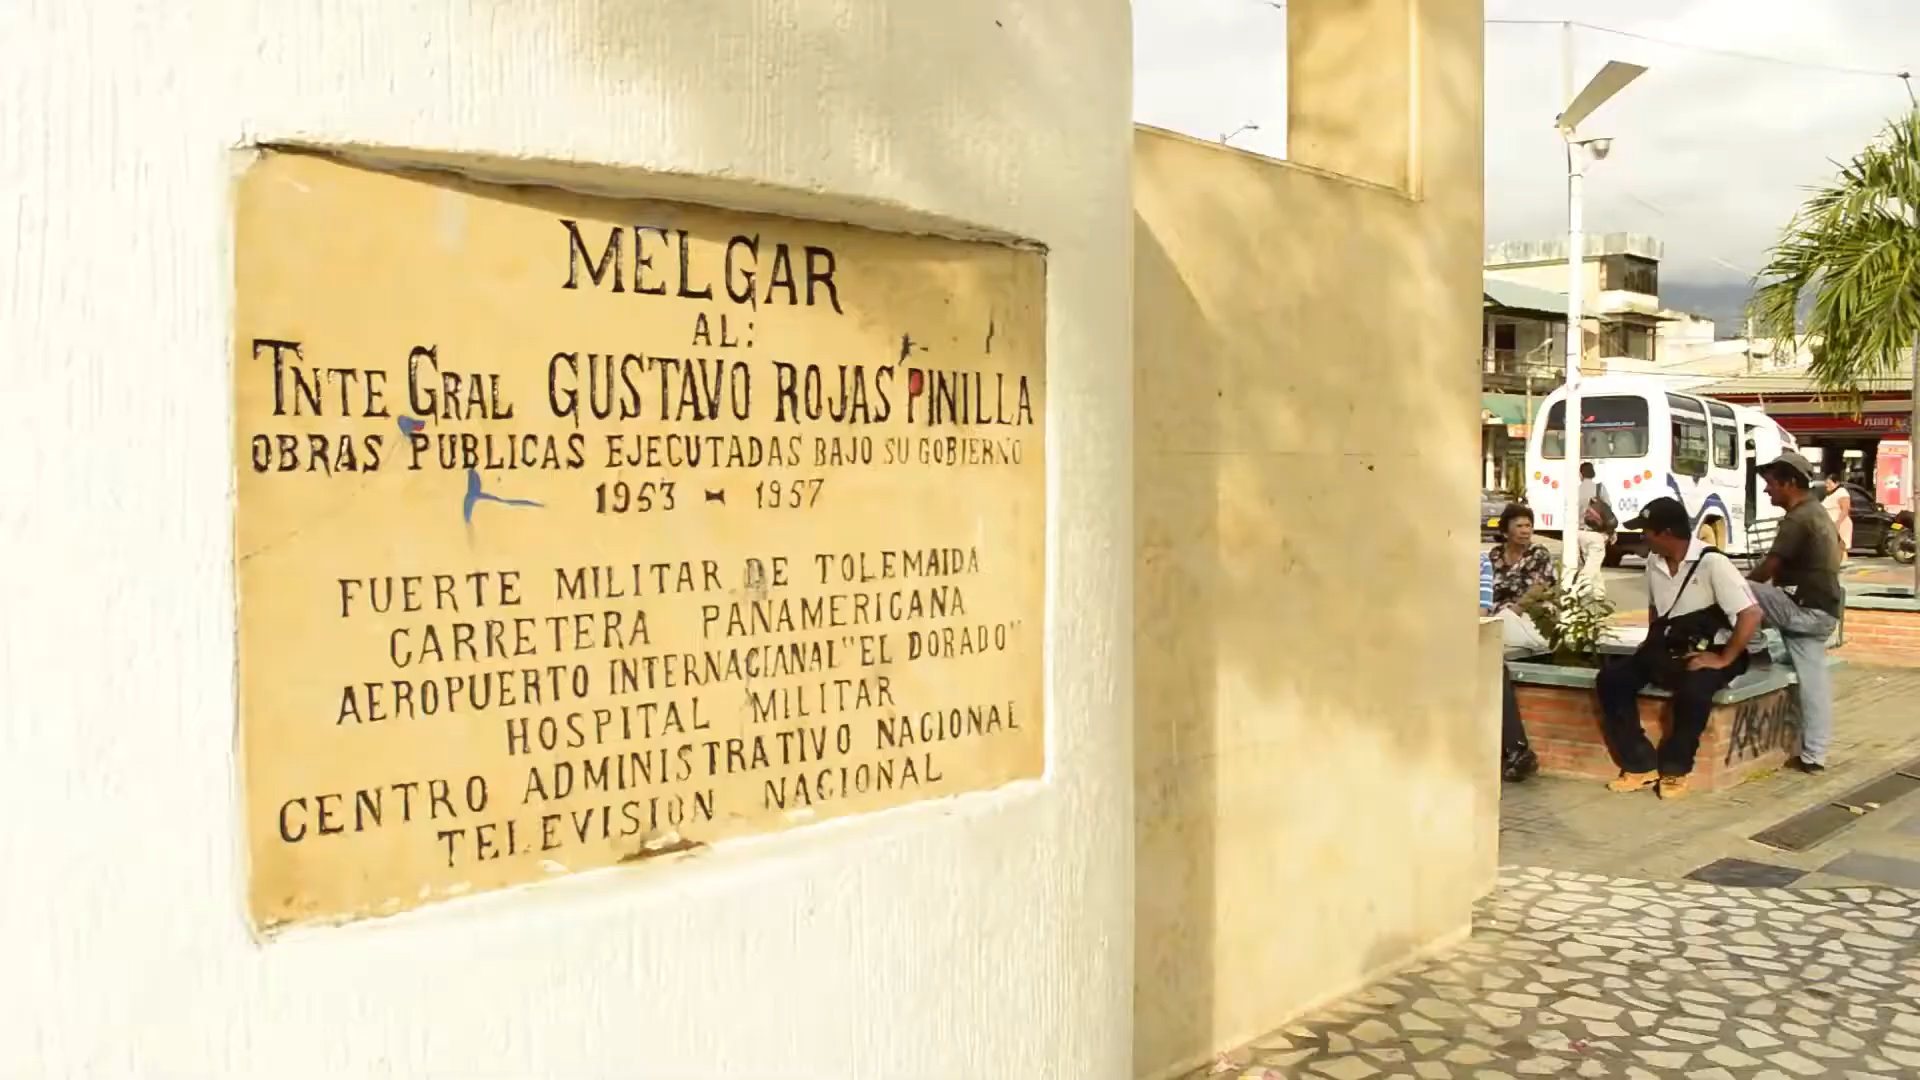 MELGAR
AL:
TNTE GRAL GUSTAVO ROJAS PINILLA
OBRAS PUBLICAS EJECUTADAS BAJO SU GOBIERNO
1953 - 1957
FUERTE MILITAR DE TOLEMAIDA
CARRETERA PANAMERICANA
AEROPUERTO INTERNACIANAL "EL DORADO"
HOSPITAL MILITAR
CENTRO ADMINISTRATIVO NACIONAL
TELEVISION NACIONAL
004